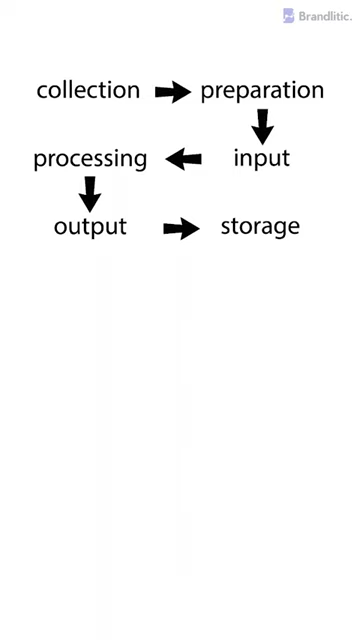 Brandlitic.
collection preparation
processing input
output storage